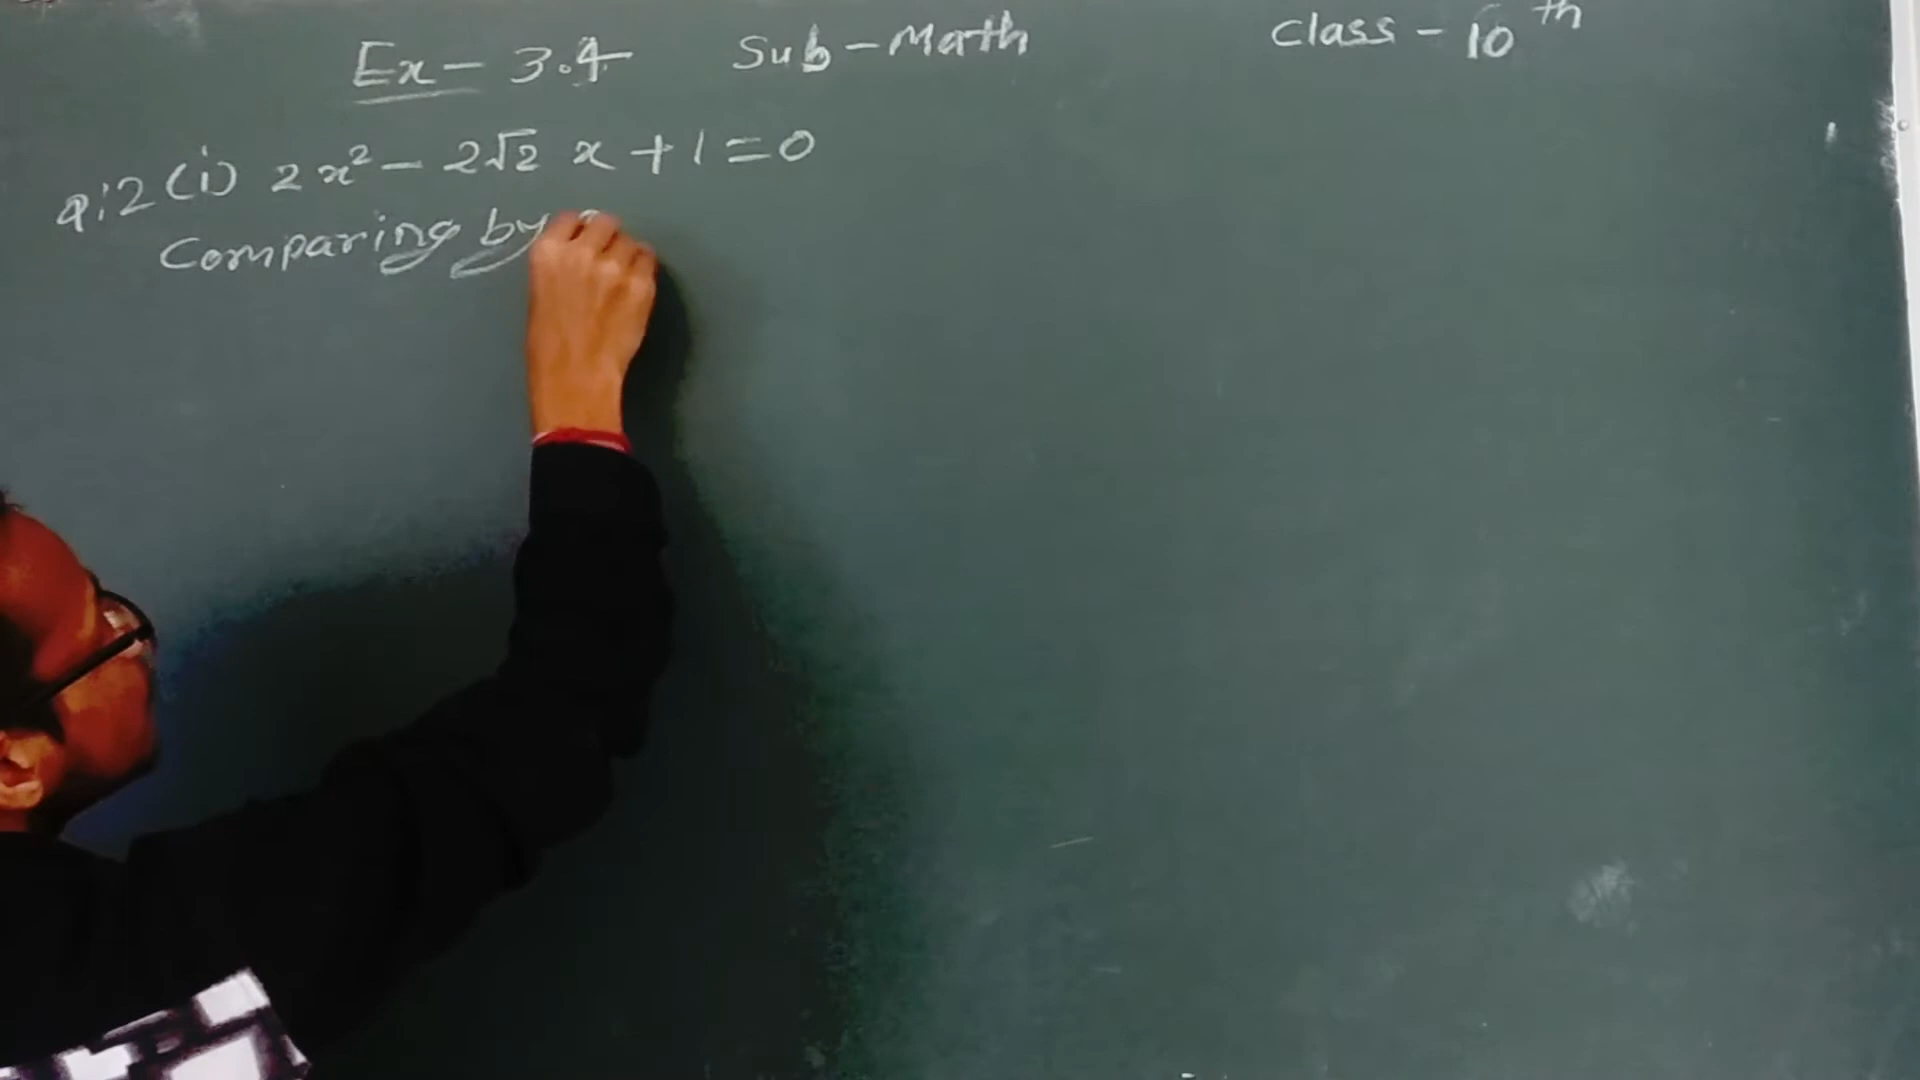 Ex - 3.4 Sub - Math Class - 10th
Q:2 (i) 2x² - 2√2 x + 1 = 0
Comparing by